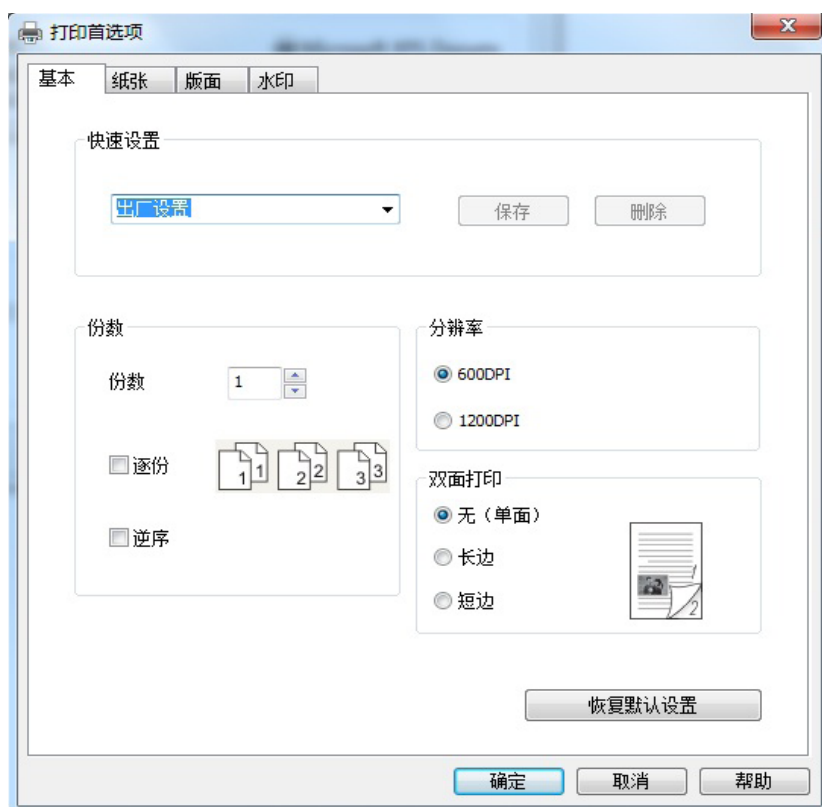 打印首选项
基本 纸张 版面 水印
快速设置
出厂设置 保存 删除
份数
份数 1
逐份 1 1 2 2 3 3
逆序
分辨率
600DPI
1200DPI
双面打印
无（单面）
长边
短边
1
2
恢复默认设置
确定 取消 帮助